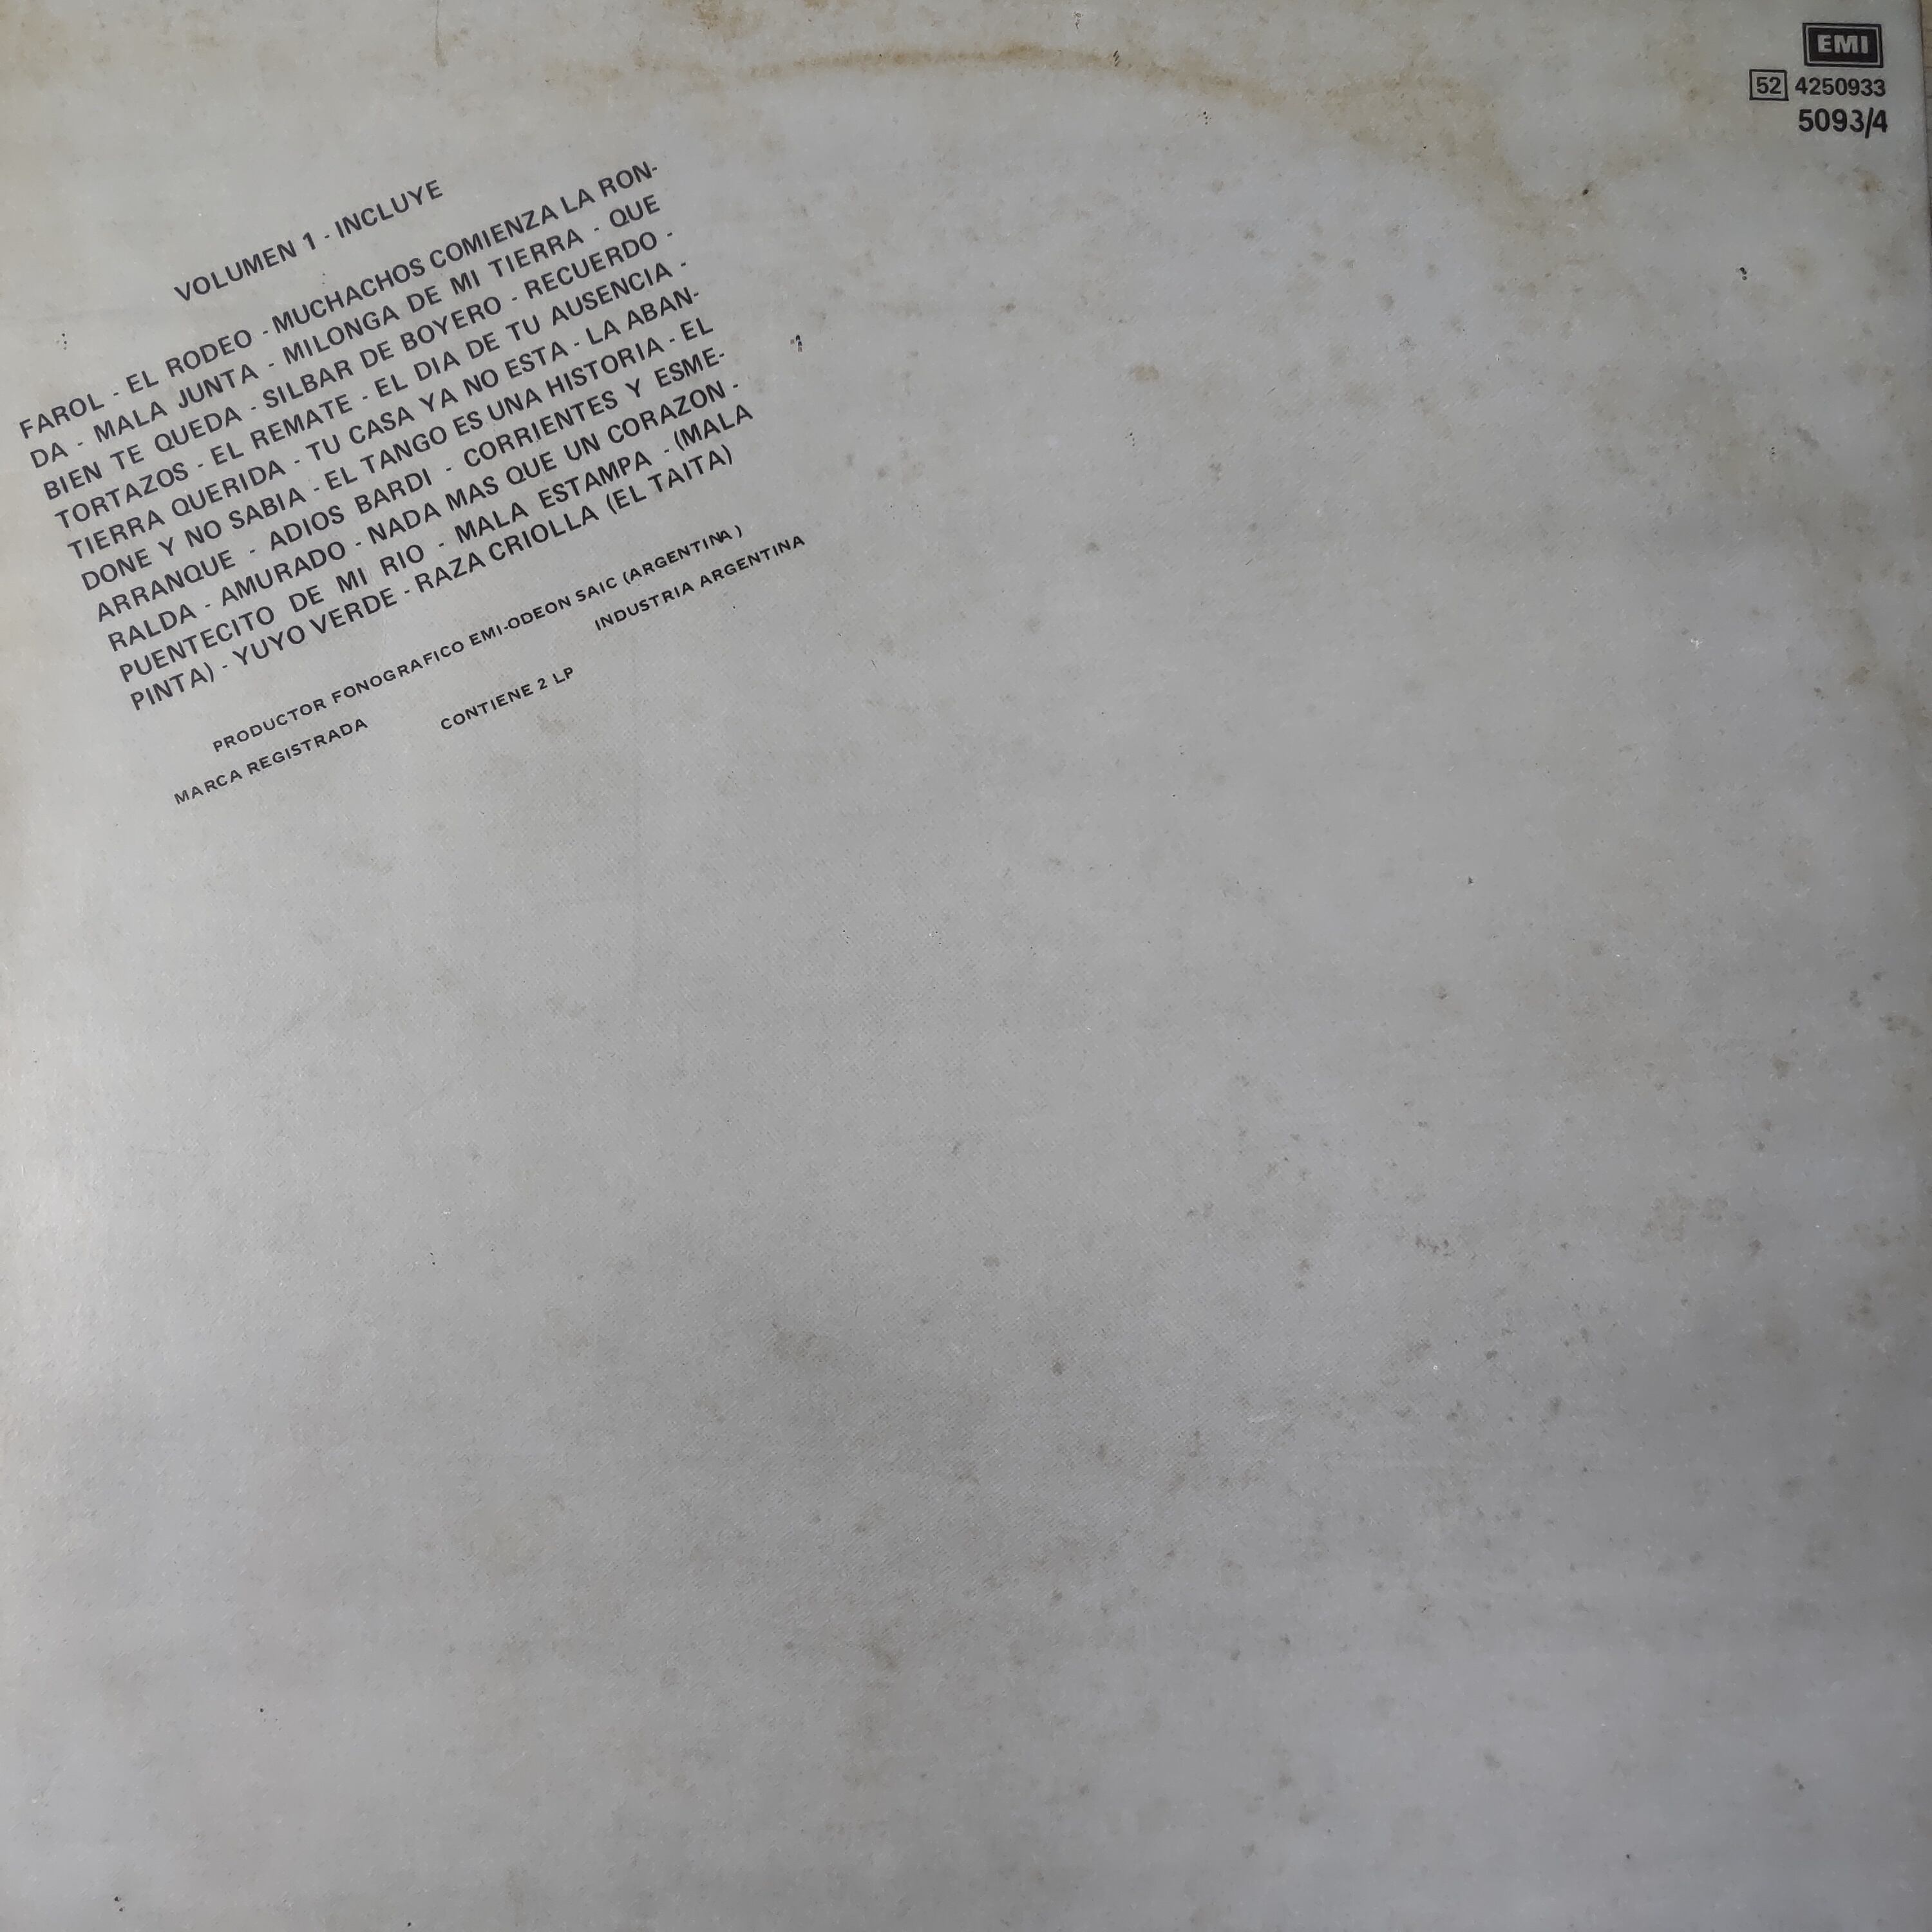 EMI
52 4250933
5093/4
VOLUMEN 1 - INCLUYE
FAROL - EL RODEO - MUCHACHOS COMIENZA LA RON-
DA - MALA JUNTA - MILONGA DE MI TIERRA - QUE
BIEN TE QUEDA - SILBAR DE BOYERO - RECUERDO -
TORTAZOS - EL REMATE - EL DIA DE TU AUSENCIA -
TIERRA QUERIDA - TU CASA YA NO ESTA - LA ABAN-
DONE Y NO SABIA - EL TANGO ES UNA HISTORIA - EL
ARRANQUE - ADIOS BARDI - CORRIENTES Y ESME-
RALDA - AMURADO - NADA MAS QUE UN CORAZON -
PUENTECITO DE MI RIO - MALA ESTAMPA - (MALA
PINTA) - YUYO VERDE - RAZA CRIOLLA (EL TAITA)
PRODUCTOR FONOGRAFICO EMI-ODEON SAIC (ARGENTINA)
MARCA REGISTRADA INDUSTRIA ARGENTINA
CONTIENE 2 LP